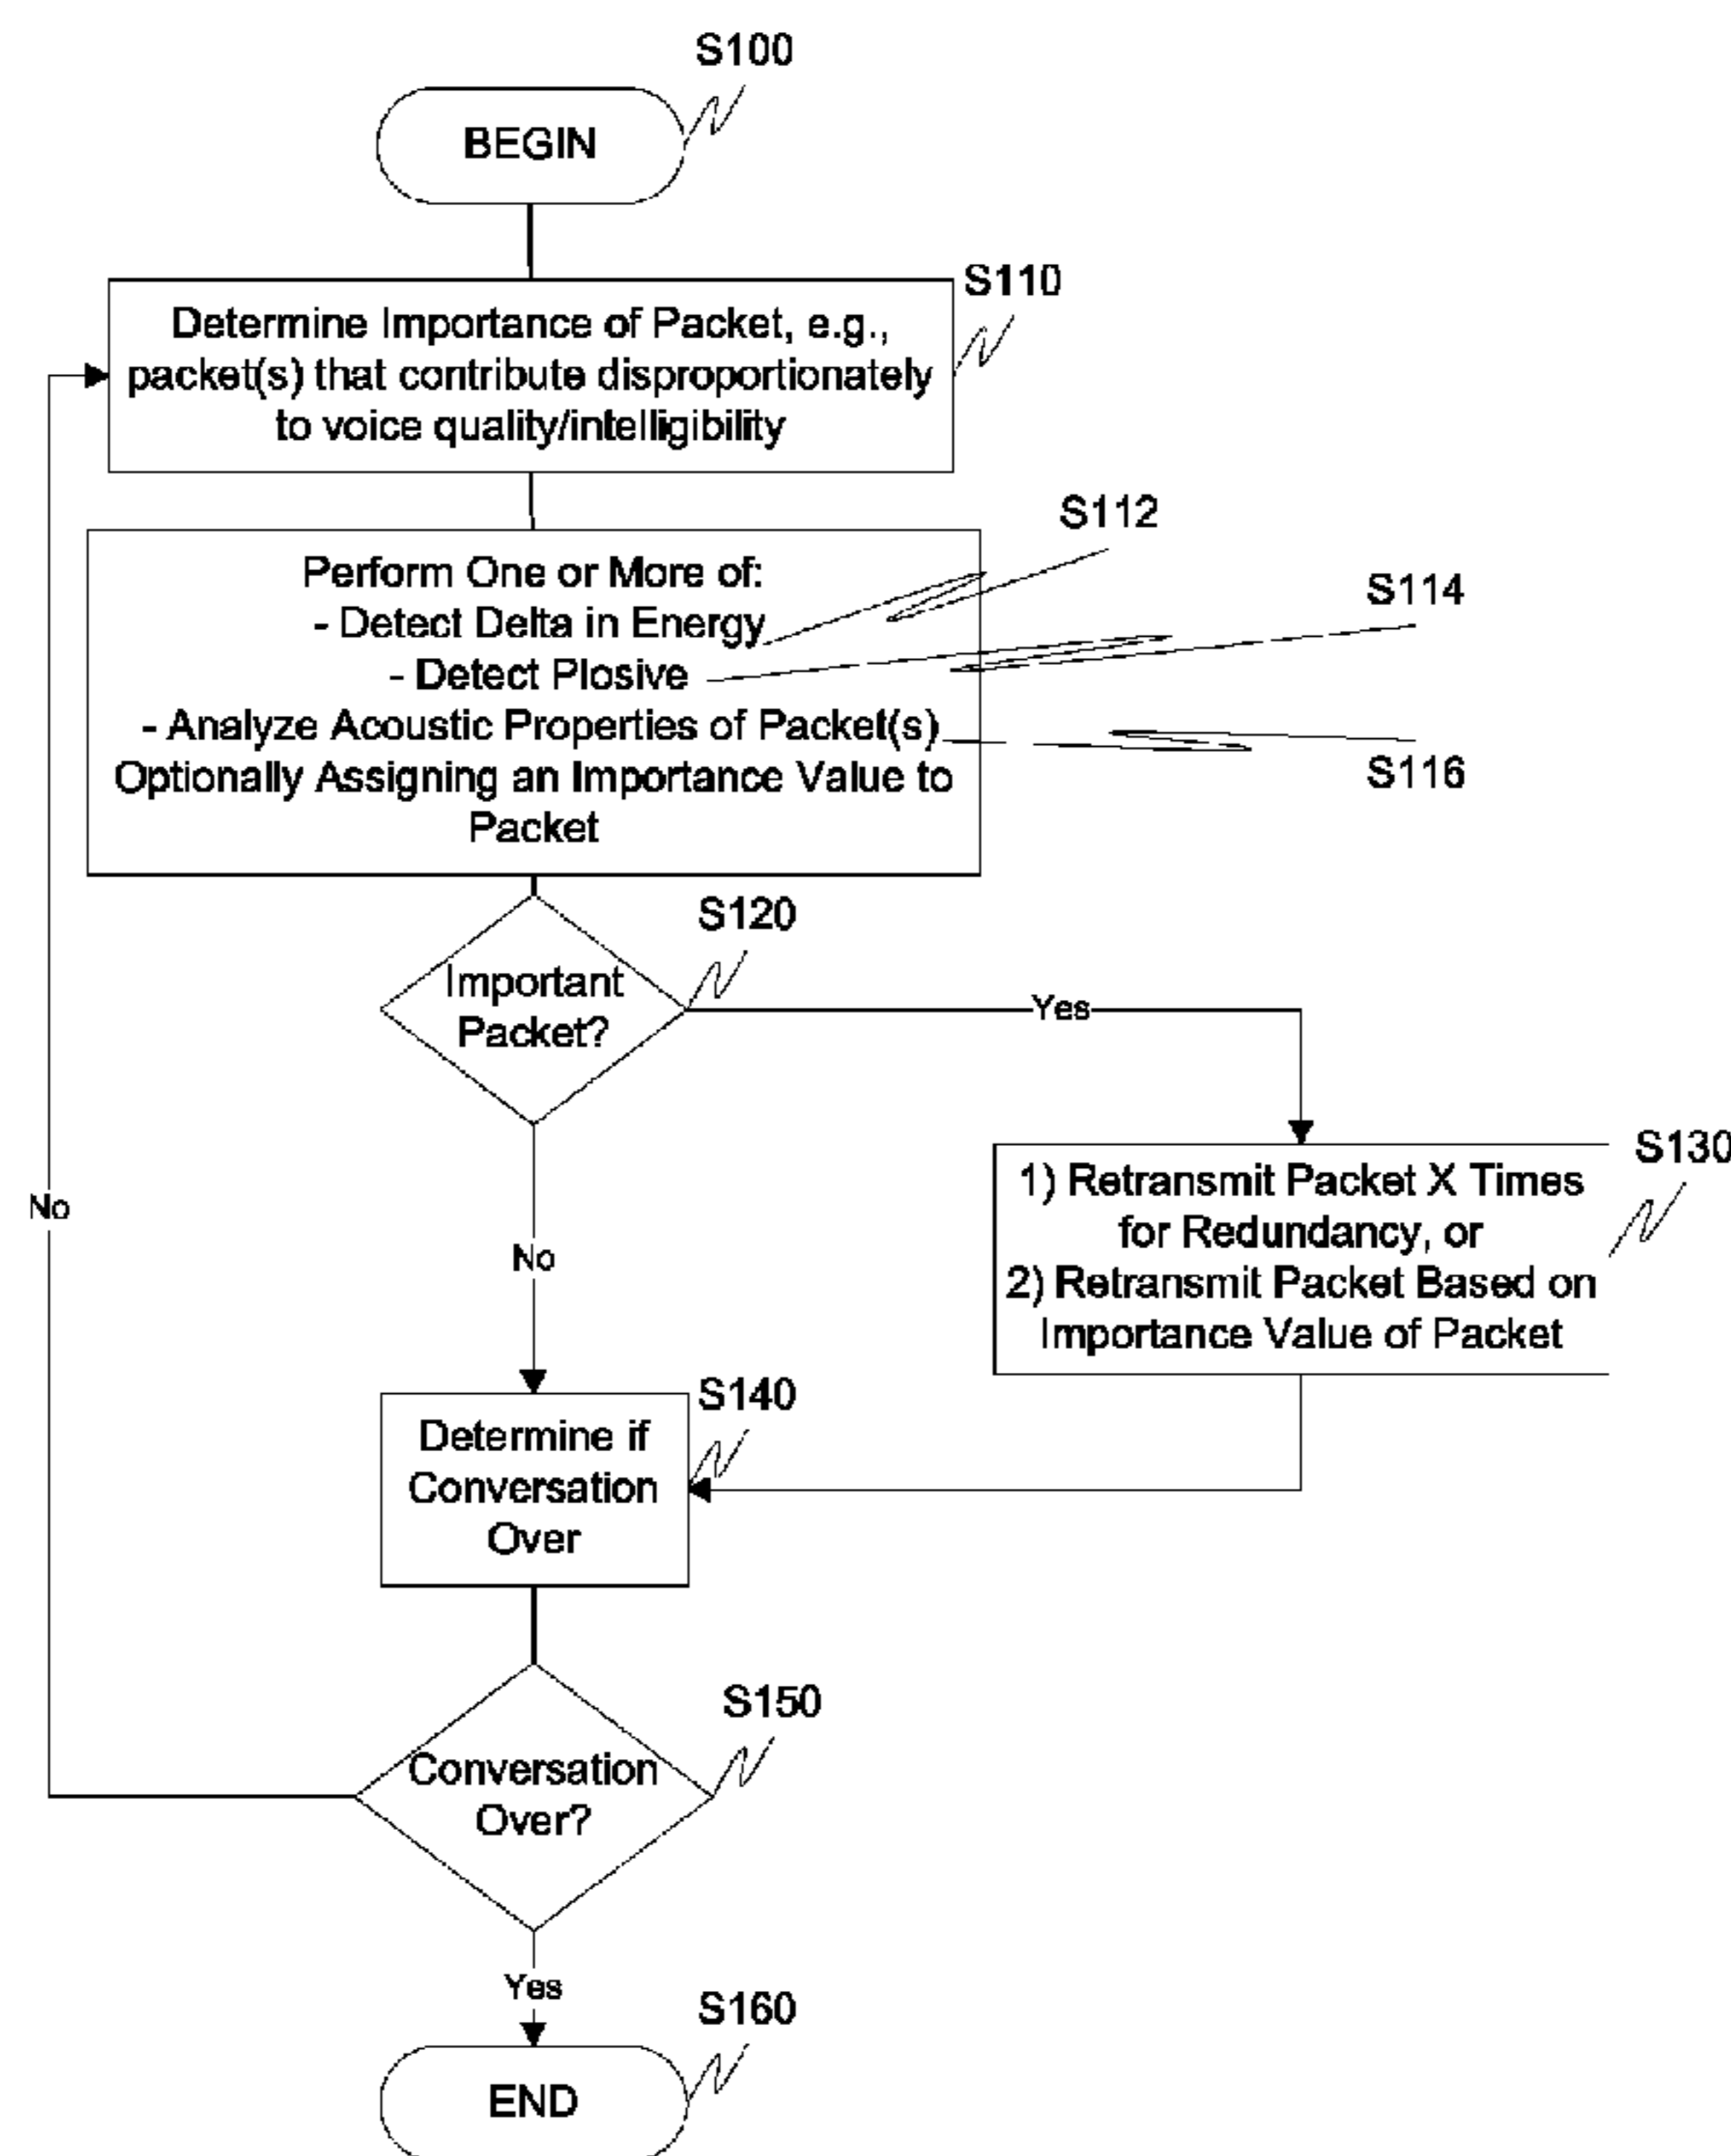 S100
BEGIN
S110
Determine Importance of Packet, e.g.,
packet(s) that contribute disproportionately
to voice quality/intelligibility
S112
Perform One or More of:
- Detect Delta in Energy
S114
- Detect Plosive
- Analyze Acoustic Properties of Packet(s)
S116
Optionally Assigning an Importance Value to
Packet
S120
Important
Packet?
Yes
S130
1) Retransmit Packet X Times
for Redundancy, or
2) Retransmit Packet Based on
Importance Value of Packet
No
No
S140
Determine if
Conversation
Over
S150
Conversation
Over?
Yes
S160
END